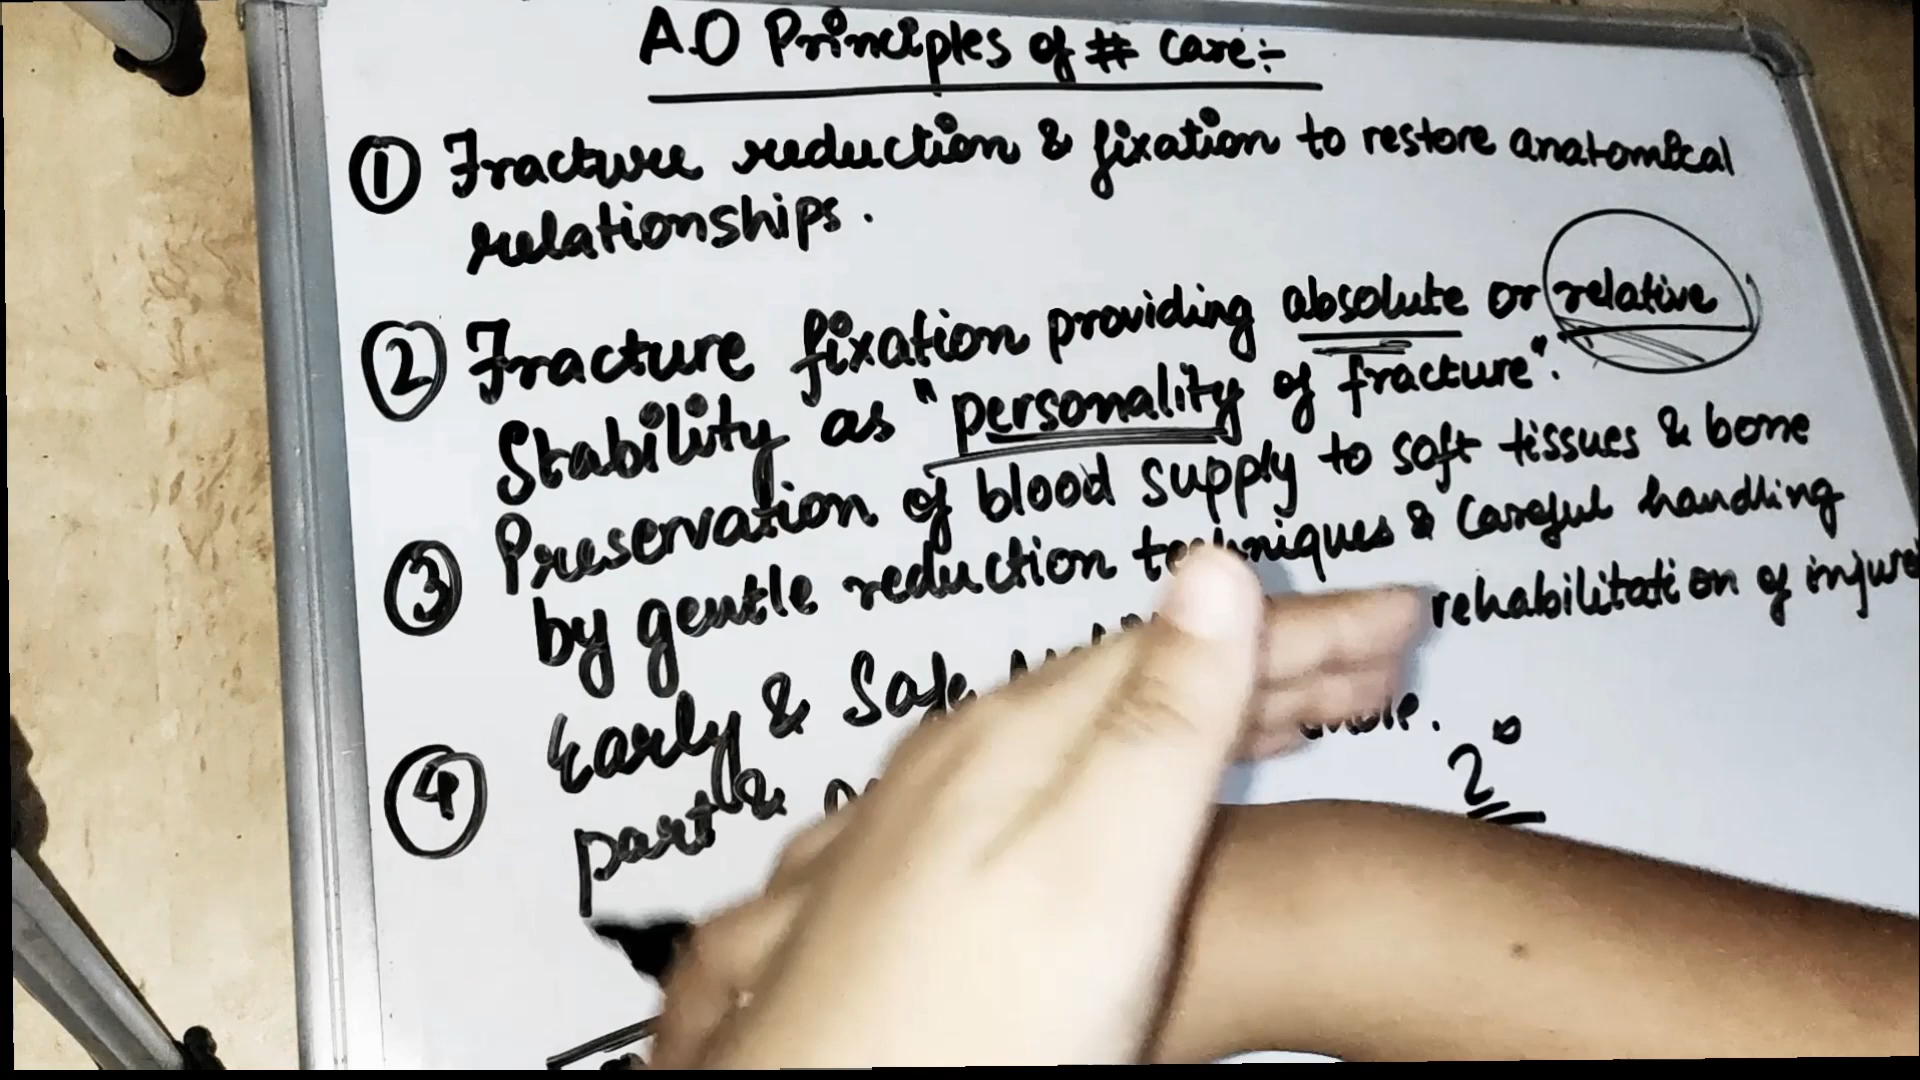 A.O Principles of # care:-
① Fracture reduction & fixation to restore anatomical
relationships.
② Fracture fixation providing absolute or relative
Stability as "personality of fracture".
③ Preservation of blood supply to soft tissues & bone
by gentle reduction techniques & Careful handling
④ Early & Safe rehabilitation of injure
part &
2°